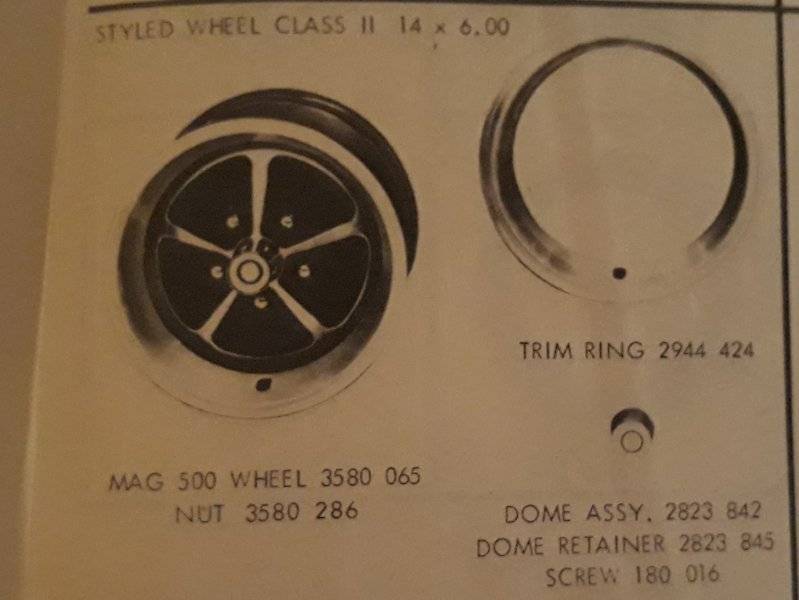 STYLED WHEEL CLASS II 14 x 6.00
TRIM RING 2944 424
MAG 500 WHEEL 3580 065
NUT 3580 286
DOME ASSY. 2823 842
DOME RETAINER 2823 845
SCREW 180 016